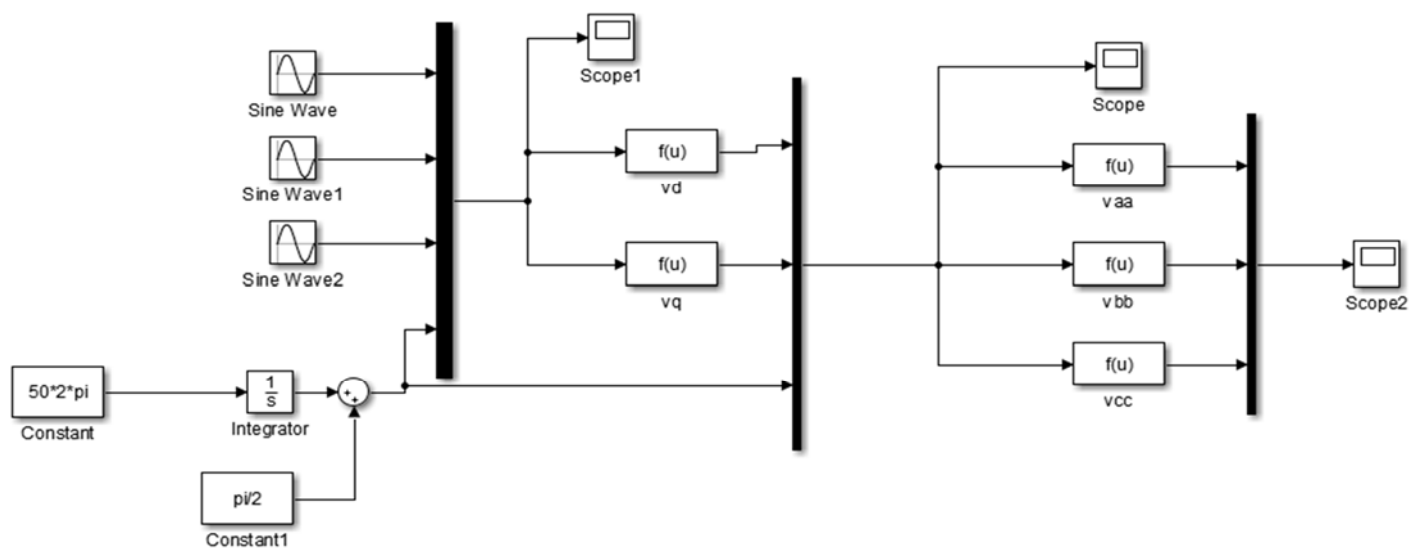 Sine Wave
Sine Wave1
Sine Wave2
50*2*pi
Constant
1
s
Integrator
+
+
pi/2
Constant1
Scope1
f(u)
vd
f(u)
vq
Scope
f(u)
vaa
f(u)
vbb
f(u)
vcc
Scope2